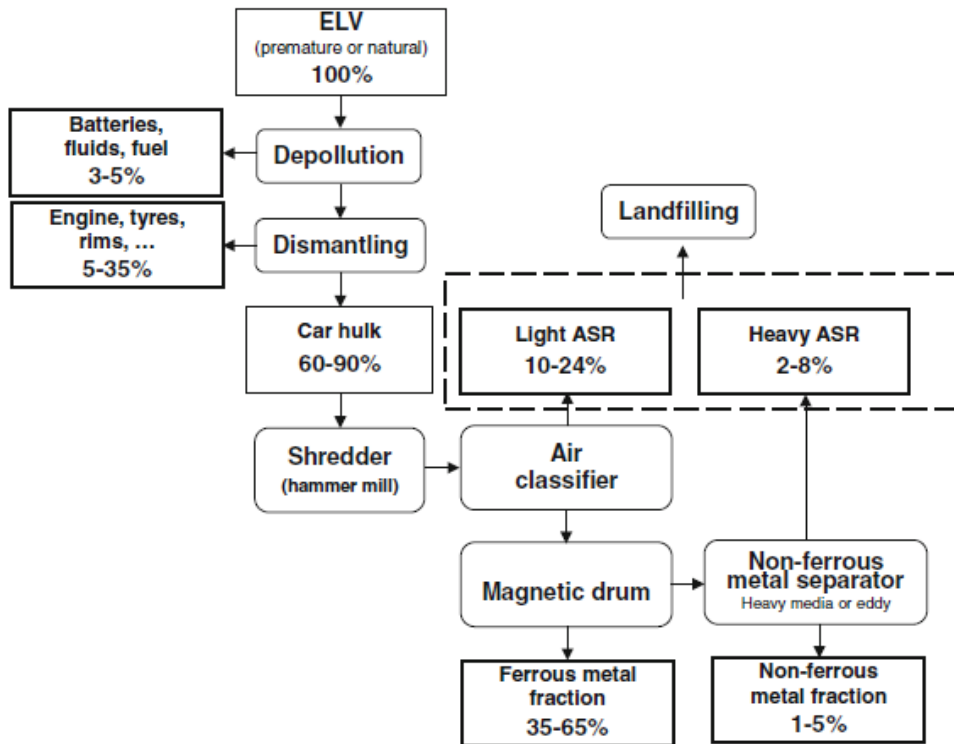 ELV
(premature or natural)
100%
Batteries,
fluids, fuel
3-5%
Depollution
Engine, tyres,
rims, ...
5-35%
Dismantling
Landfilling
Car hulk
60-90%
Light ASR
10-24%
Heavy ASR
2-8%
Shredder
(hammer mill)
Air
classifier
Magnetic drum
Non-ferrous
metal separator
Heavy media or eddy
Ferrous metal
fraction
35-65%
Non-ferrous
metal fraction
1-5%